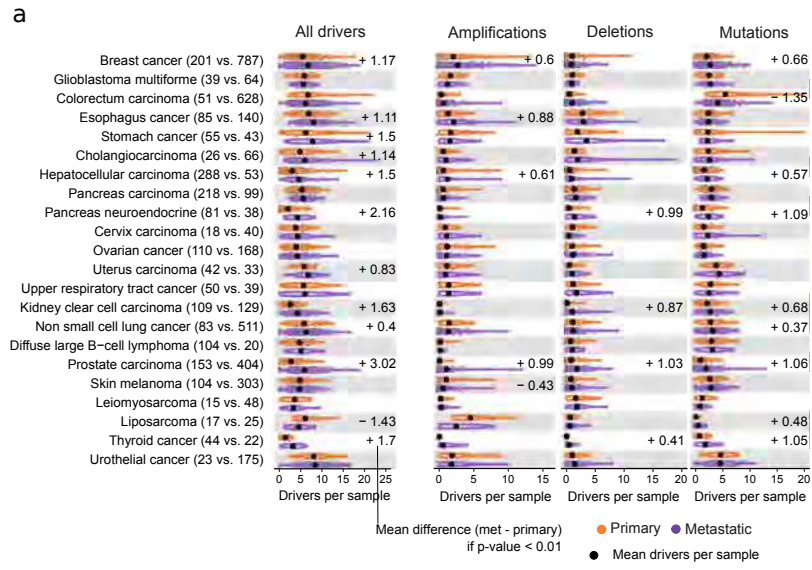 a
All drivers Amplifications Deletions Mutations
Breast cancer (201 vs. 787) + 1.17 + 0.6 + 0.66
Glioblastoma multiforme (39 vs. 64)
Colorectum carcinoma (51 vs. 628) − 1.35
Esophagus cancer (85 vs. 140) + 1.11 + 0.88
Stomach cancer (55 vs. 43) + 1.5
Cholangiocarcinoma (26 vs. 66) + 1.14
Hepatocellular carcinoma (288 vs. 53) + 1.5 + 0.61 + 0.57
Pancreas carcinoma (218 vs. 99)
Pancreas neuroendocrine (81 vs. 38) + 2.16 + 0.99 + 1.09
Cervix carcinoma (18 vs. 40)
Ovarian cancer (110 vs. 168)
Uterus carcinoma (42 vs. 33) + 0.83
Upper respiratory tract cancer (50 vs. 39)
Kidney clear cell carcinoma (109 vs. 129) + 1.63 + 0.87 + 0.68
Non small cell lung cancer (83 vs. 511) + 0.4 + 0.37
Diffuse large B−cell lymphoma (104 vs. 20)
Prostate carcinoma (153 vs. 404) + 3.02 + 0.99 + 1.03 + 1.06
Skin melanoma (104 vs. 303) − 0.43
Leiomyosarcoma (15 vs. 48)
Liposarcoma (17 vs. 25) − 1.43 + 0.48
Thyroid cancer (44 vs. 22) + 1.7 + 0.41 + 1.05
Urothelial cancer (23 vs. 175)
0 5 10 15 20 25 0 5 10 15 0 5 10 15 20 0 5 10 15 20
Drivers per sample Drivers per sample Drivers per sample Drivers per sample
Mean difference (met - primary) Primary Metastatic
if p-value < 0.01
Mean drivers per sample